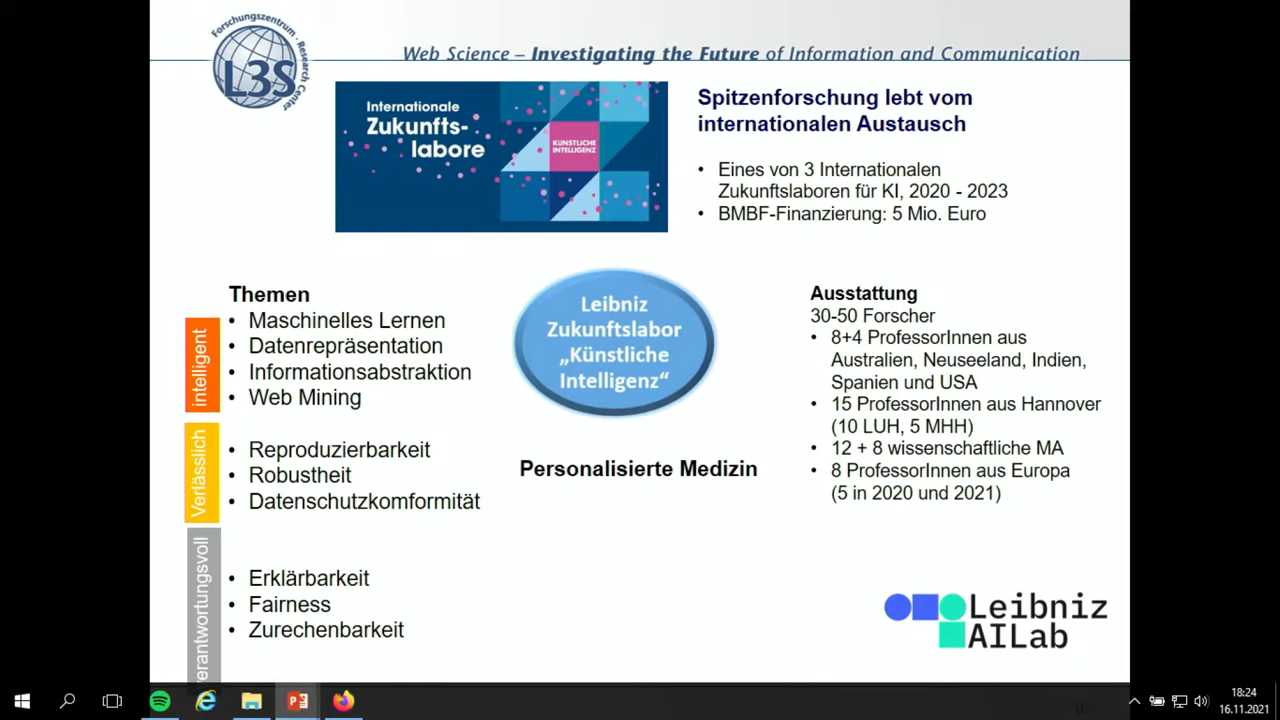 Forschungszentrum · Research Center
L3S
Web Science – Investigating the Future of Information and Communication
Internationale
Zukunfts-
labore
KÜNSTLICHE
INTELLIGENZ
Spitzenforschung lebt vom
internationalen Austausch
• Eines von 3 Internationalen
Zukunftslaboren für KI, 2020 - 2023
• BMBF-Finanzierung: 5 Mio. Euro
intelligent
Themen
• Maschinelles Lernen
• Datenrepräsentation
• Informationsabstraktion
• Web Mining
Verlässlich
• Reproduzierbarkeit
• Robustheit
• Datenschutzkomformität
verantwortungsvoll
• Erklärbarkeit
• Fairness
• Zurechenbarkeit
Leibniz
Zukunftslabor
„Künstliche
Intelligenz“
Personalisierte Medizin
Ausstattung
30-50 Forscher
• 8+4 ProfessorInnen aus
Australien, Neuseeland, Indien,
Spanien und USA
• 15 ProfessorInnen aus Hannover
(10 LUH, 5 MHH)
• 12 + 8 wissenschaftliche MA
• 8 ProfessorInnen aus Europa
(5 in 2020 und 2021)
Leibniz
AILab
18:24
16.11.2021